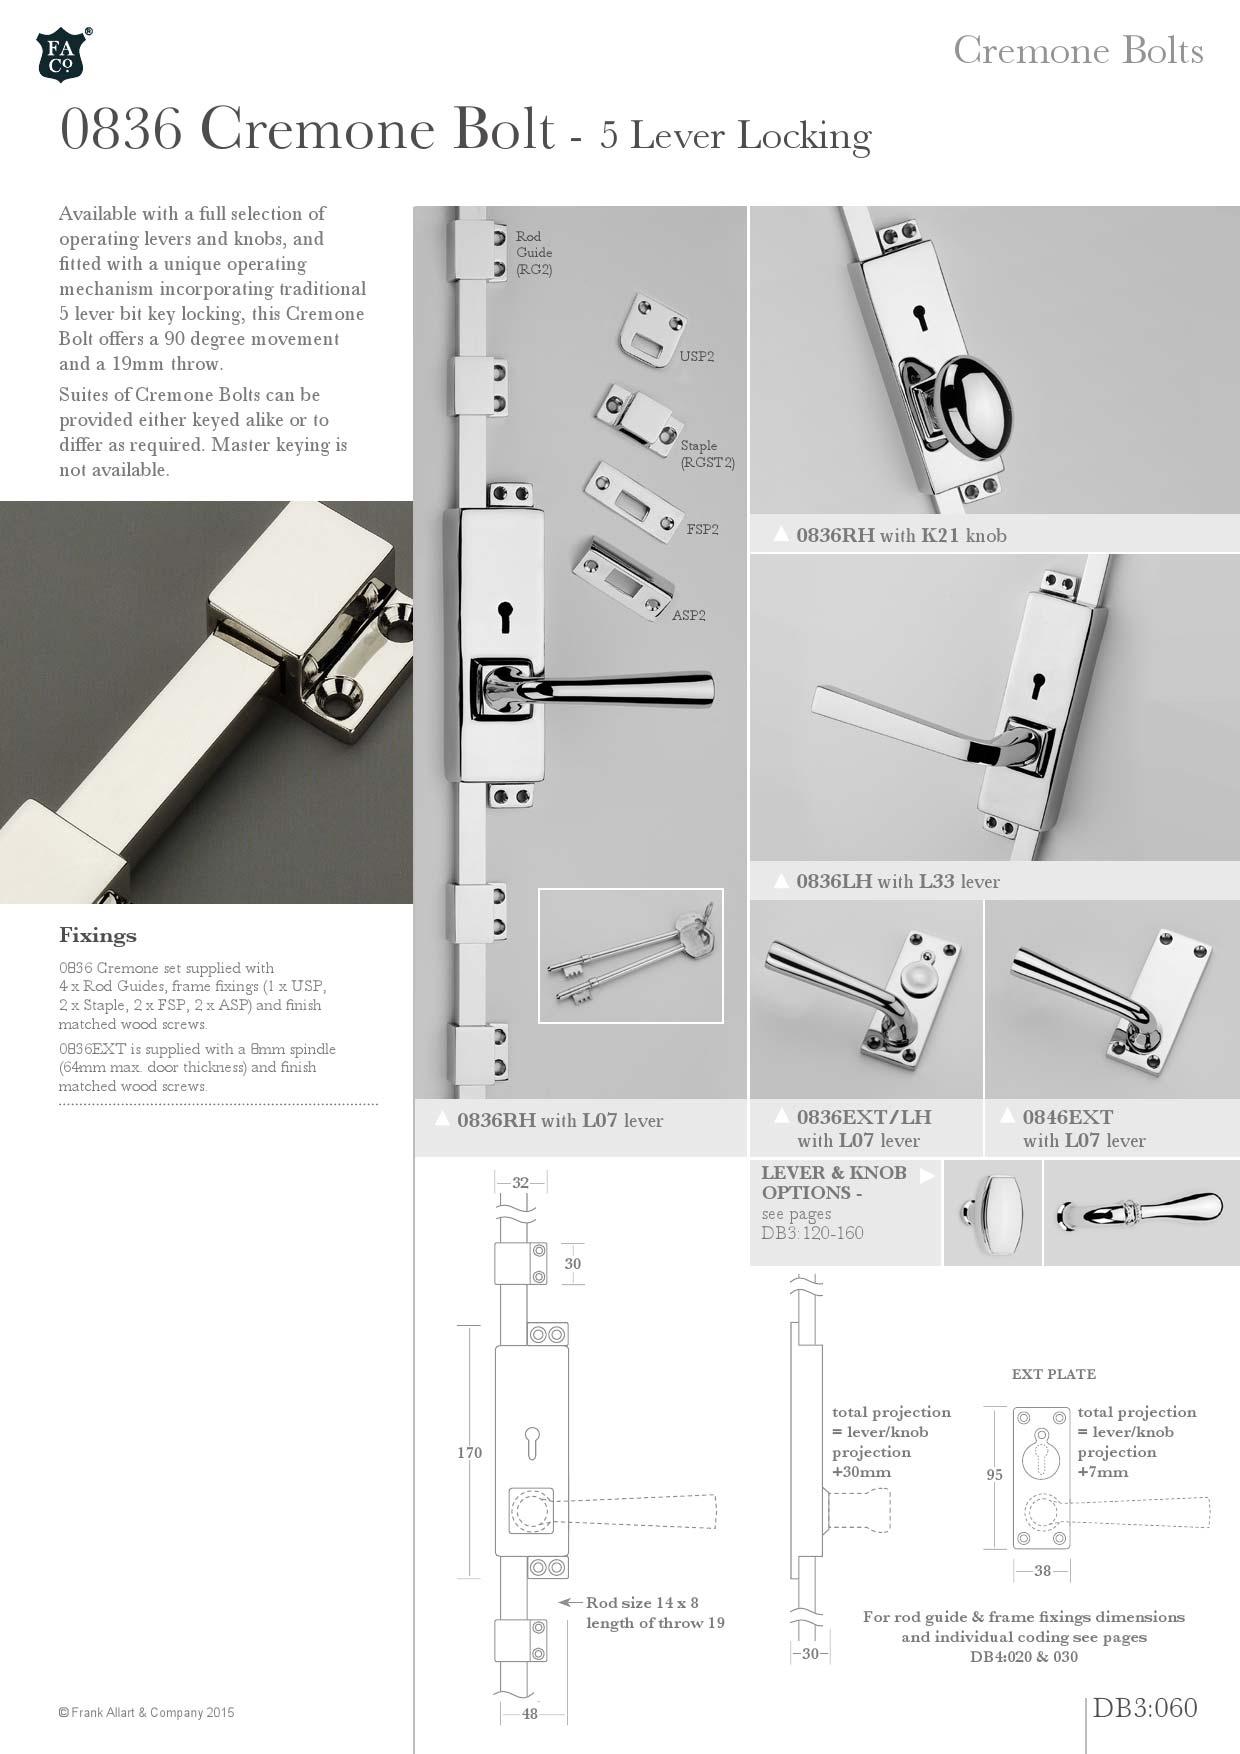 FA
Co.
®
Cremone Bolts
0836 Cremone Bolt - 5 Lever Locking
Available with a full selection of
operating levers and knobs, and
fitted with a unique operating
mechanism incorporating traditional
5 lever bit key locking, this Cremone
Bolt offers a 90 degree movement
and a 19mm throw.
Suites of Cremone Bolts can be
provided either keyed alike or to
differ as required. Master keying is
not available.
Fixings
0836 Cremone set supplied with
4 x Rod Guides, frame fixings (1 x USP,
2 x Staple, 2 x FSP, 2 x ASP) and finish
matched wood screws.
0836EXT is supplied with a 8mm spindle
(64mm max. door thickness) and finish
matched wood screws.
Rod
Guide
(RG2)
USP2
Staple
(RGST2)
FSP2
ASP2
0836RH with L07 lever
0836RH with K21 knob
0836LH with L33 lever
0836EXT/LH
with L07 lever
0846EXT
with L07 lever
LEVER & KNOB
OPTIONS -
see pages
DB3:120-160
32
30
170
Rod size 14 x 8
length of throw 19
48
total projection
= lever/knob
projection
+30mm
30
EXT PLATE
total projection
= lever/knob
projection
+7mm
95
38
For rod guide & frame fixings dimensions
and individual coding see pages
DB4:020 & 030
© Frank Allart & Company 2015
DB3:060